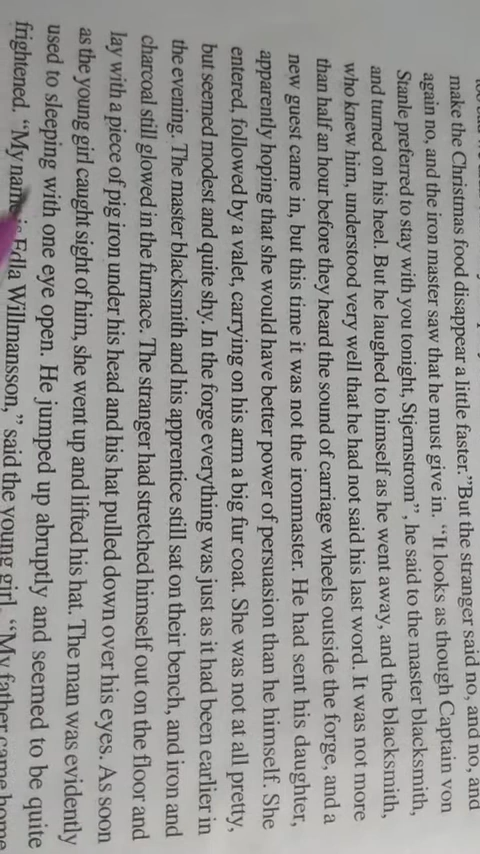 make the Christmas food disappear a little faster.”But the stranger said no, and no, and
again no, and the iron master saw that he must give in. “It looks as though Captain von
Stanle preferred to stay with you tonight, Stjernstrom”, he said to the master blacksmith,
and turned on his heel. But he laughed to himself as he went away, and the blacksmith,
who knew him, understood very well that he had not said his last word. It was not more
than half an hour before they heard the sound of carriage wheels outside the forge, and a
new guest came in, but this time it was not the ironmaster. He had sent his daughter,
apparently hoping that she would have better power of persuasion than he himself. She
entered, followed by a valet, carrying on his arm a big fur coat. She was not at all pretty,
but seemed modest and quite shy. In the forge everything was just as it had been earlier in
the evening. The master blacksmith and his apprentice still sat on their bench, and iron and
charcoal still glowed in the furnace. The stranger had stretched himself out on the floor and
lay with a piece of pig iron under his head and his hat pulled down over his eyes. As soon
as the young girl caught sight of him, she went up and lifted his hat. The man was evidently
used to sleeping with one eye open. He jumped up abruptly and seemed to be quite
frightened. “My name is Edla Willmansson,” said the young girl. “My father came home